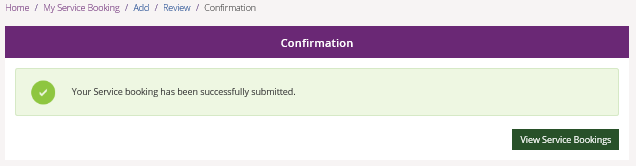 Home / My Service Booking / Add / Review / Confirmation
Confirmation
Your Service booking has been successfully submitted.
View Service Bookings